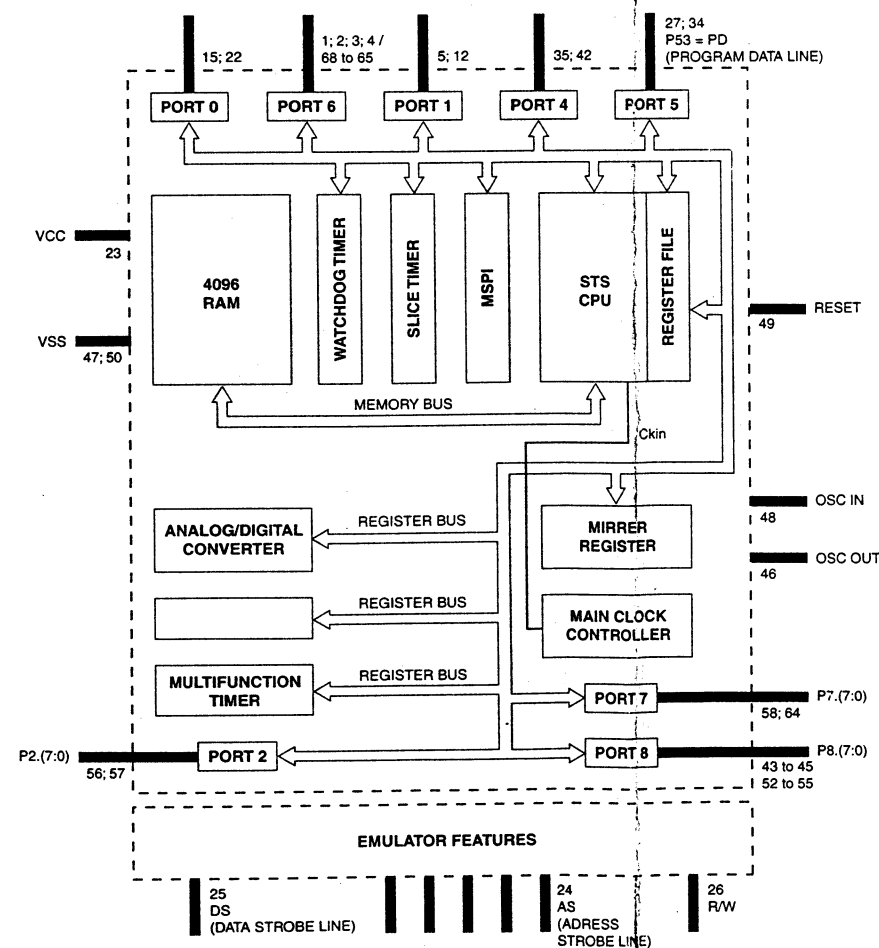 27; 34
P53 = PD
(PROGRAM DATA LINE)
1; 2; 3; 4 /
68 to 65
15; 22
5; 12
35; 42
PORT 0
PORT 6
PORT 1
PORT 4
PORT 5
VCC
23
VSS
47; 50
4096
RAM
WATCHDOG TIMER
SLICE TIMER
MSPI
STS
CPU
REGISTER FILE
RESET
49
MEMORY BUS
Ckin
OSC IN
48
OSC OUT
46
ANALOG/DIGITAL
CONVERTER
REGISTER BUS
MIRRER
REGISTER
REGISTER BUS
MAIN CLOCK
CONTROLLER
MULTIFUNCTION
TIMER
REGISTER BUS
PORT 7
P7.(7:0)
58; 64
P2.(7:0)
56; 57
PORT 2
PORT 8
P8.(7:0)
43 to 45
52 to 55
EMULATOR FEATURES
25
DS
(DATA STROBE LINE)
24
AS
(ADRESS
STROBE LINE)
26
R/W